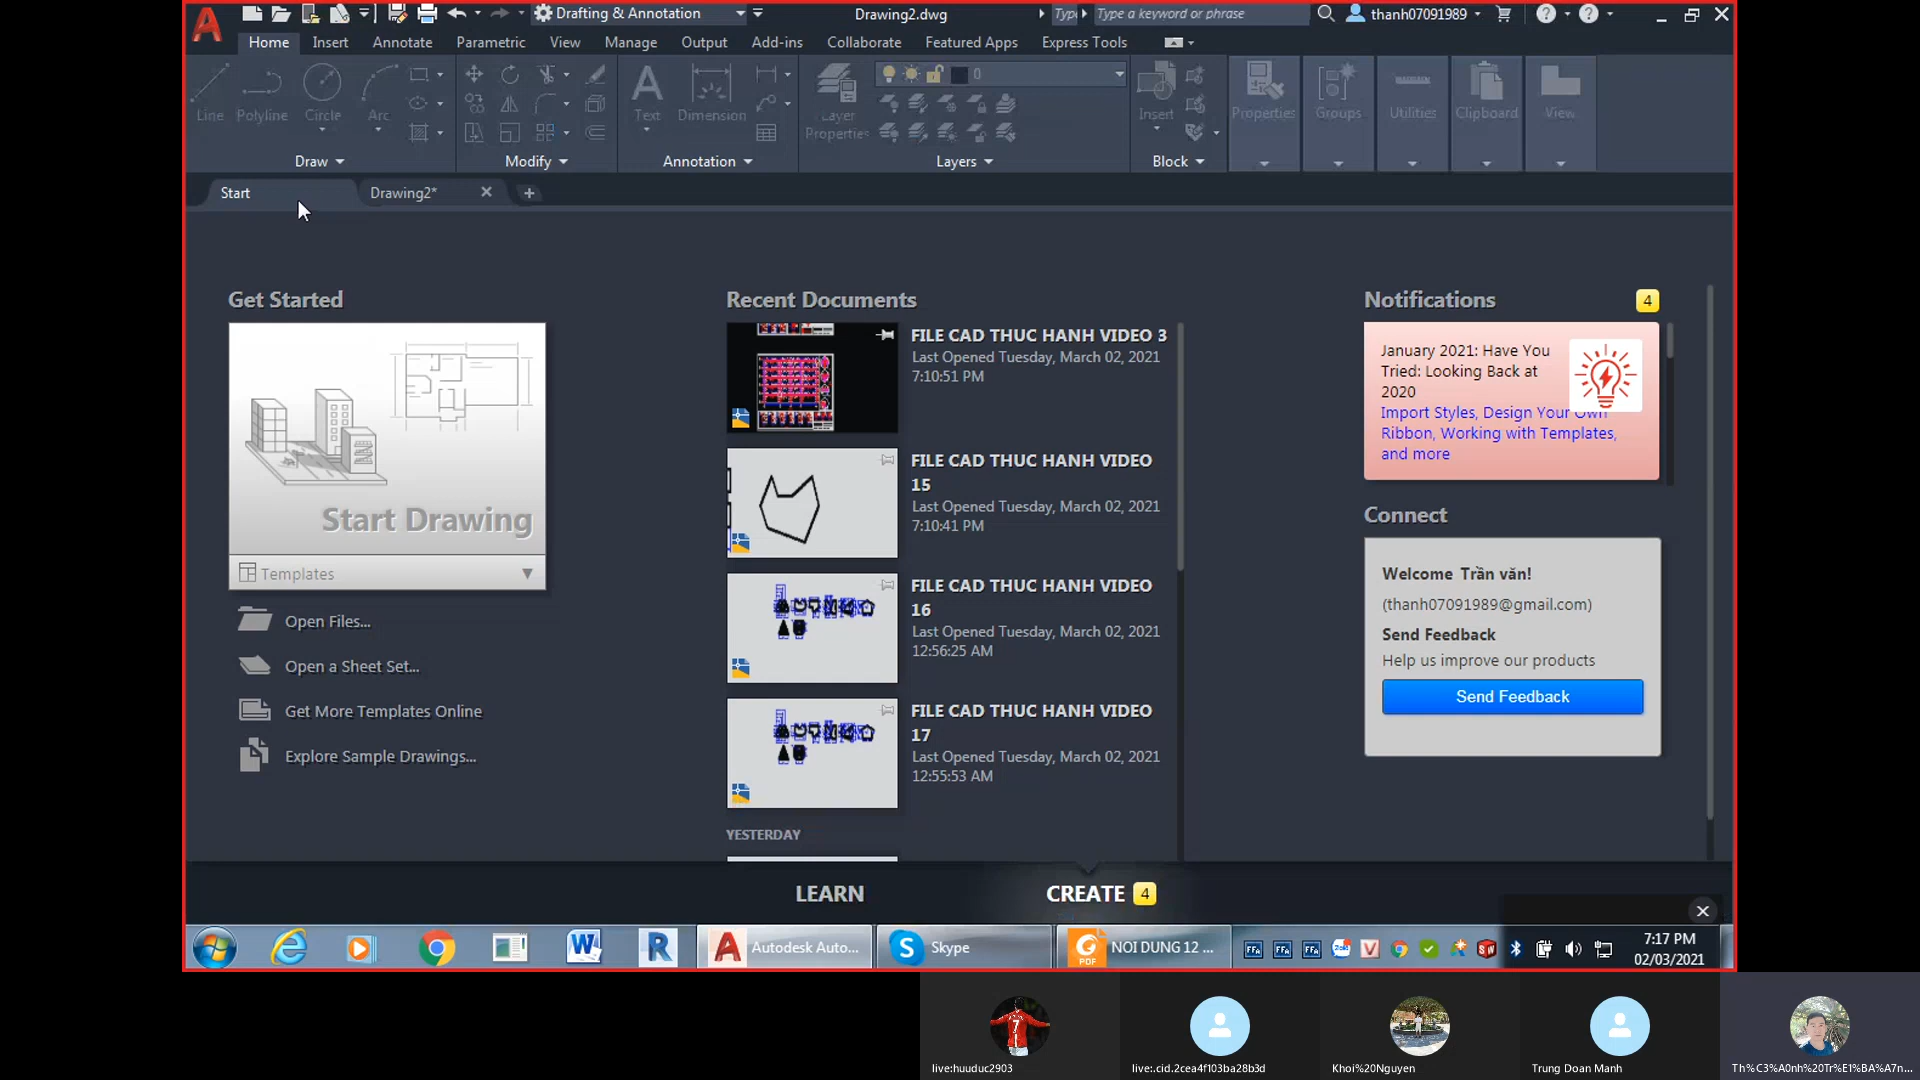 Drafting & Annotation
Drawing2.dwg
Type a keyword or phrase
thanh07091989
Home
Insert
Annotate
Parametric
View
Manage
Output
Add-ins
Collaborate
Featured Apps
Express Tools
Line
Polyline
Circle
Arc
Text
Dimension
Layer
Properties
0
Insert
Properties
Groups
Utilities
Clipboard
View
Draw
Modify
Annotation
Layers
Block
Start
Drawing2*
Get Started
Start Drawing
Templates
Open Files...
Open a Sheet Set...
Get More Templates Online
Explore Sample Drawings...
Recent Documents
FILE CAD THUC HANH VIDEO 3
Last Opened Tuesday, March 02, 2021
7:10:51 PM
FILE CAD THUC HANH VIDEO
15
Last Opened Tuesday, March 02, 2021
7:10:41 PM
FILE CAD THUC HANH VIDEO
16
Last Opened Tuesday, March 02, 2021
12:56:25 AM
FILE CAD THUC HANH VIDEO
17
Last Opened Tuesday, March 02, 2021
12:55:53 AM
YESTERDAY
Notifications
4
January 2021: Have You
Tried: Looking Back at
2020
Import Styles, Design Your Own
Ribbon, Working with Templates,
and more
Connect
Welcome Trần văn!
(thanh07091989@gmail.com)
Send Feedback
Help us improve our products
Send Feedback
LEARN
CREATE 4
Autodesk Auto...
Skype
NOI DUNG 12 ...
7:17 PM
02/03/2021
live:huuduc2903
live:.cid.2cea4f103ba28b3d
Khoi%20Nguyen
Trung Doan Manh
Th%C3%A0nh%20Tr%E1%BA%A7n...